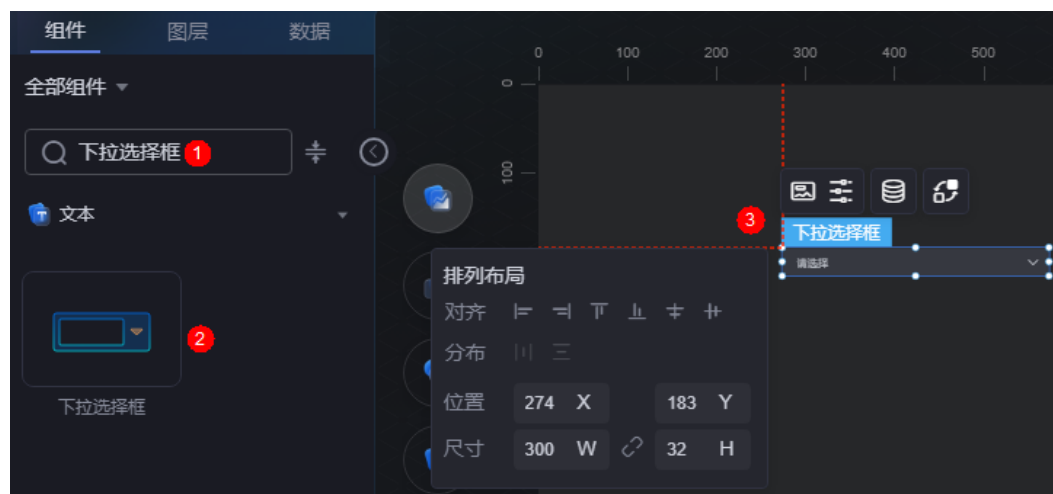 组件 图层 数据
全部组件
下拉选择框 1
文本
2
下拉选择框
0 100 200 300 400 500
0
100
3
下拉选择框
请选择
排列布局
对齐
分布
位置 274 X 183 Y
尺寸 300 W 32 H